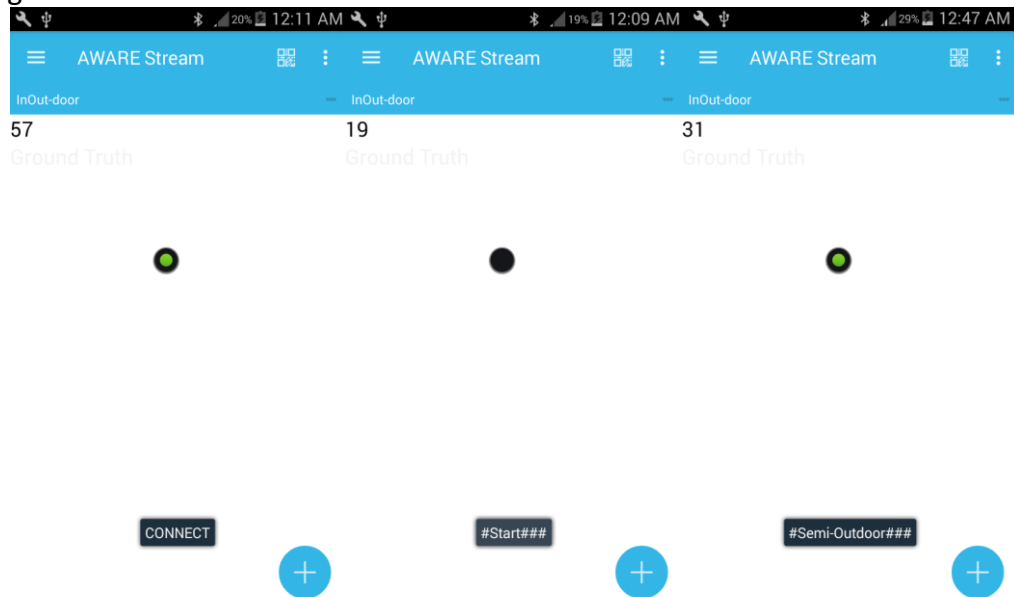 20% 12:11 AM
AWARE Stream
InOut-door
57
Ground Truth
CONNECT
19% 12:09 AM
AWARE Stream
InOut-door
19
Ground Truth
#Start###
29% 12:47 AM
AWARE Stream
InOut-door
31
Ground Truth
#Semi-Outdoor###